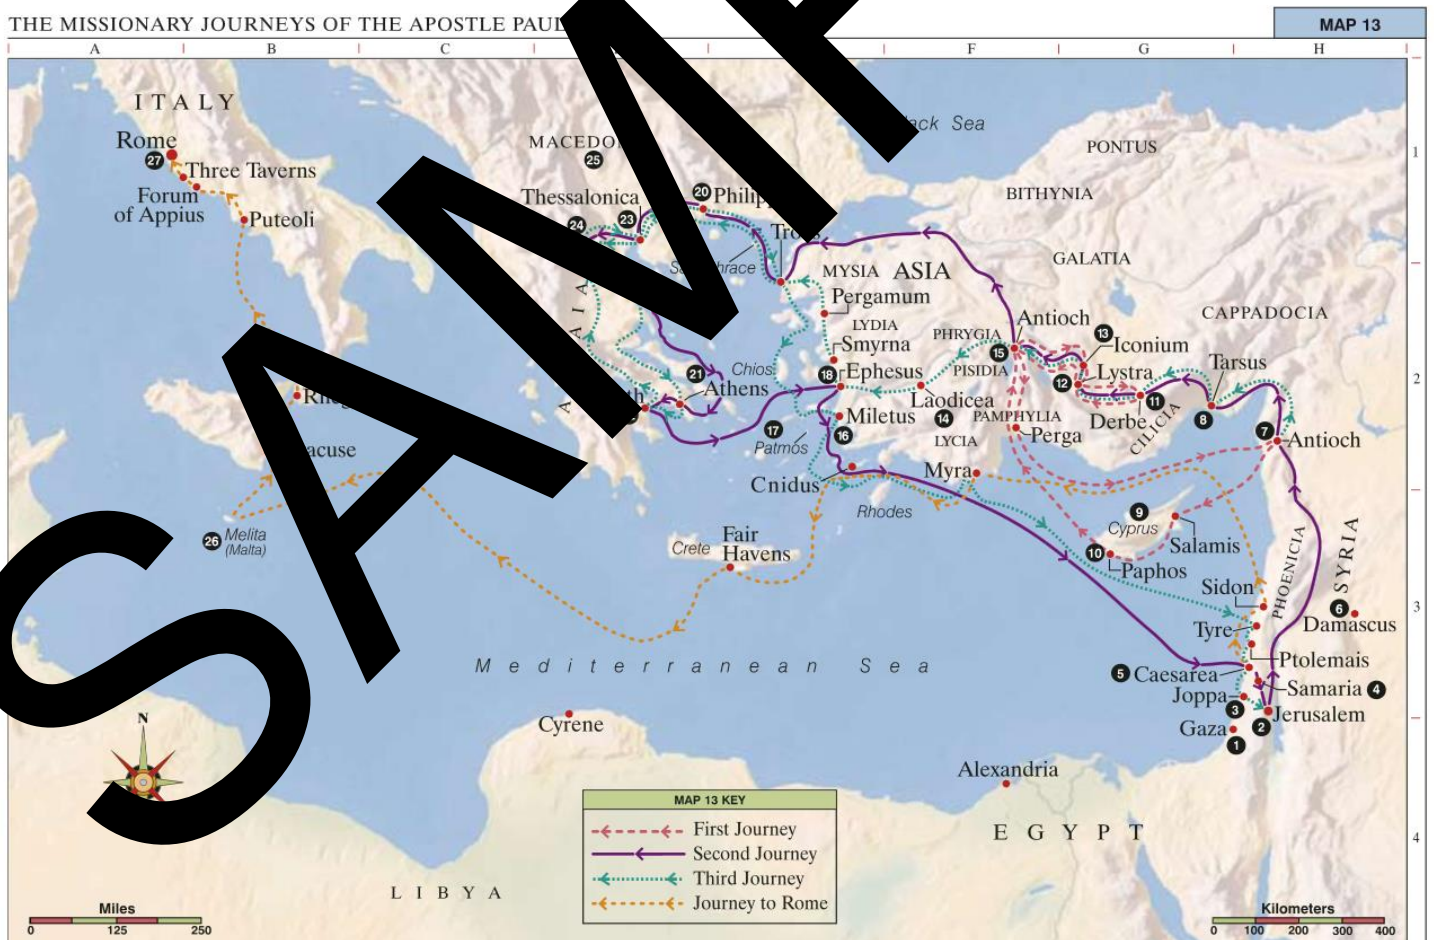 THE MISSIONARY JOURNEYS OF THE APOSTLE PAUL
MAP 13
A B C F G H
ITALY
Rome
27
Three Taverns
Forum
of Appius
Puteoli
MACEDO
25
Thessalonica
24
23
20
Philip
Black Sea
PONTUS
BITHYNIA
1
GALATIA
MYSIA
ASIA
Pergamum
LYDIA
Smyrna
PHRYGIA
Antioch
13
Iconium
CAPPADOCIA
15
PISIDIA
12
Lystra
Tarsus
2
Chios
18
Ephesus
21
Athens
Laodicea
14
PAMPHYLIA
Derbe
11
CILICIA
8
7
Antioch
Miletus
16
17
Patmos
LYCIA
Perga
Cnidus
Myra
Rhodes
9
Cyprus
Salamis
10
Paphos
26
Melita
(Malta)
Crete
Fair
Havens
Sidon
PHOENICIA
SYRIA
3
6
Damascus
Tyre
Ptolemais
5
Caesarea
Samaria
4
Joppa
3
Jerusalem
2
Gaza
1
Mediterranean Sea
Cyrene
Alexandria
EGYPT
4
LIBYA
N
MAP 13 KEY
First Journey
Second Journey
Third Journey
Journey to Rome
Miles
0 125 250
Kilometers
0 100 200 300 400
SAMP